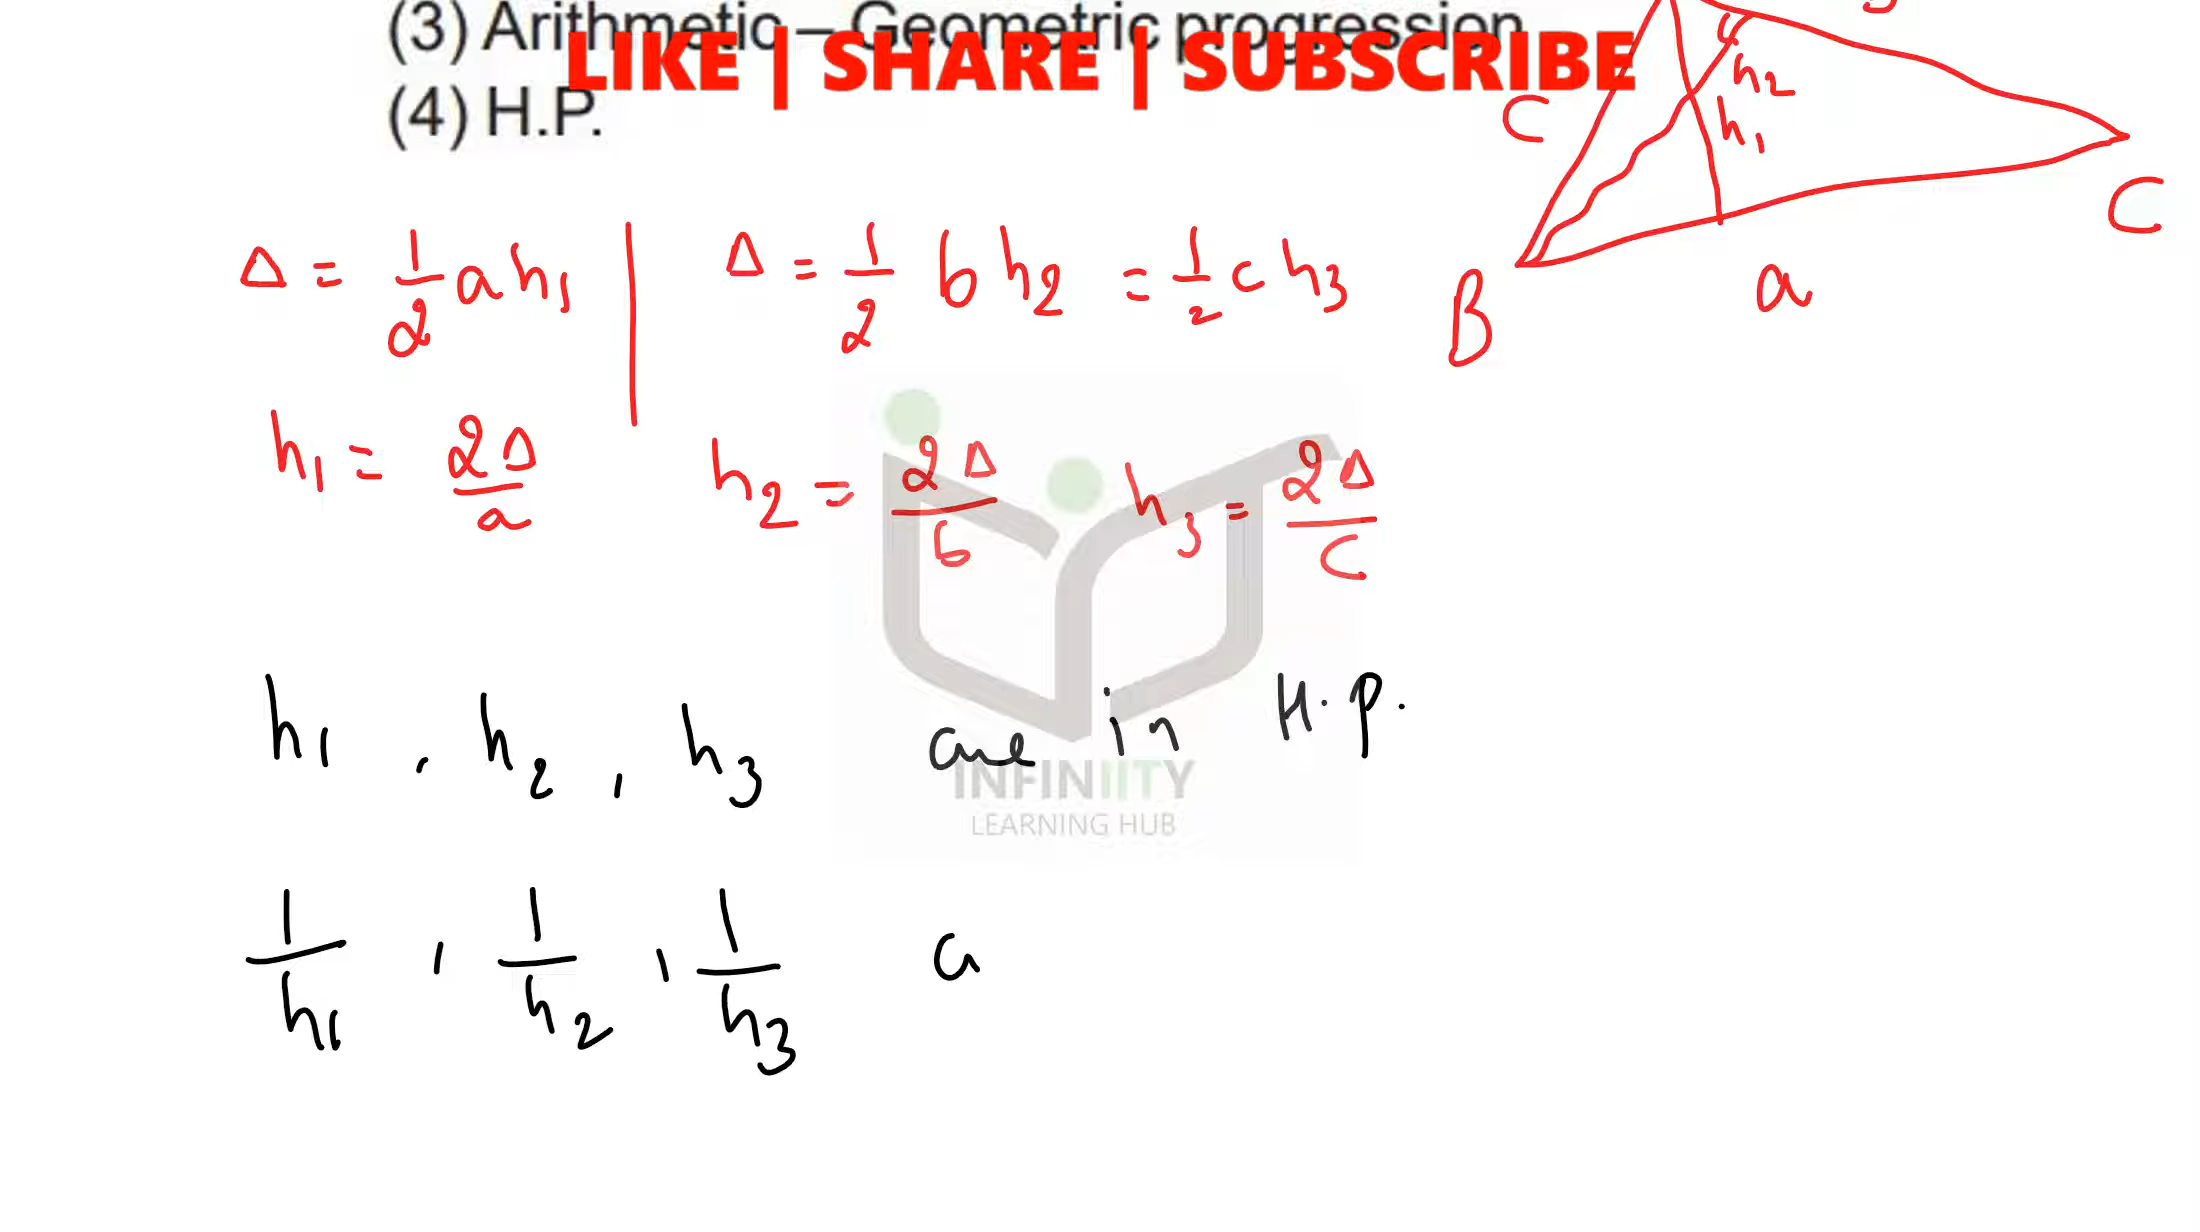 (3) Arithmetic – Geometric progression
LIKE | SHARE | SUBSCRIBE
(4) H.P.
h2
h1
C
C
B
a
Δ = 1/2 a h1 | Δ = 1/2 b h2 = 1/2 c h3
h1 = 2Δ/a h2 = 2Δ/b h3 = 2Δ/c
h1 , h2 , h3 are in H.P.
INFINIITY
LEARNING HUB
1/h1 , 1/h2 , 1/h3 a